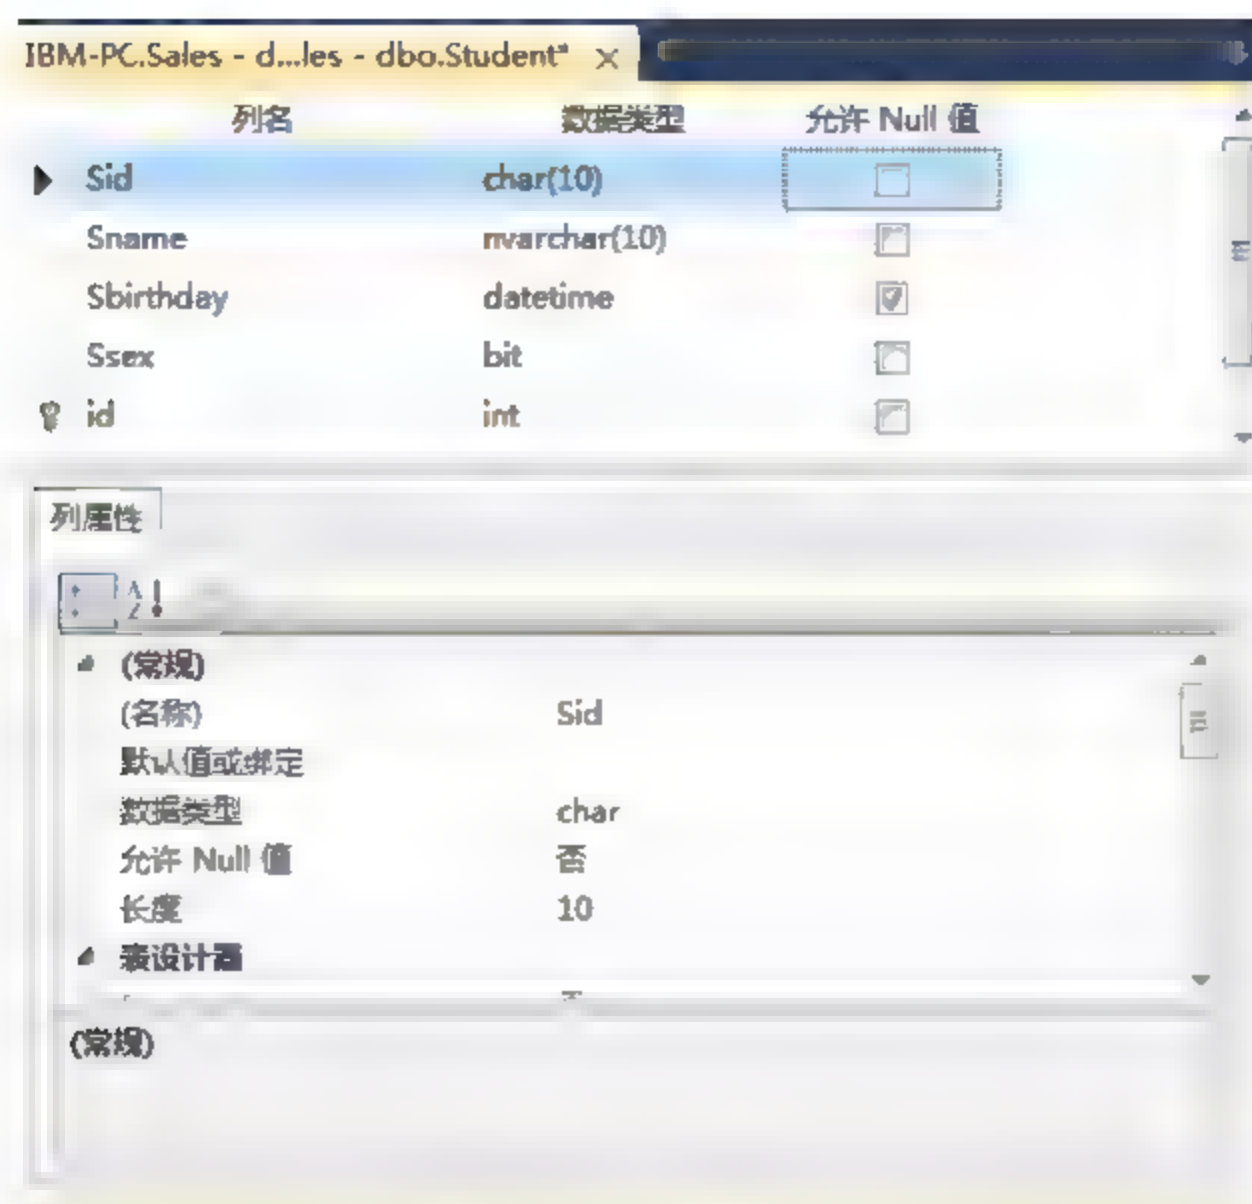 IBM-PC.Sales - d...les - dbo.Student*
列名 数据类型 允许 Null 值
Sid char(10)
Sname nvarchar(10)
Sbirthday datetime
Ssex bit
id int
列属性
(常规)
(名称) Sid
默认值或绑定
数据类型 char
允许 Null 值 否
长度 10
表设计器
(常规)